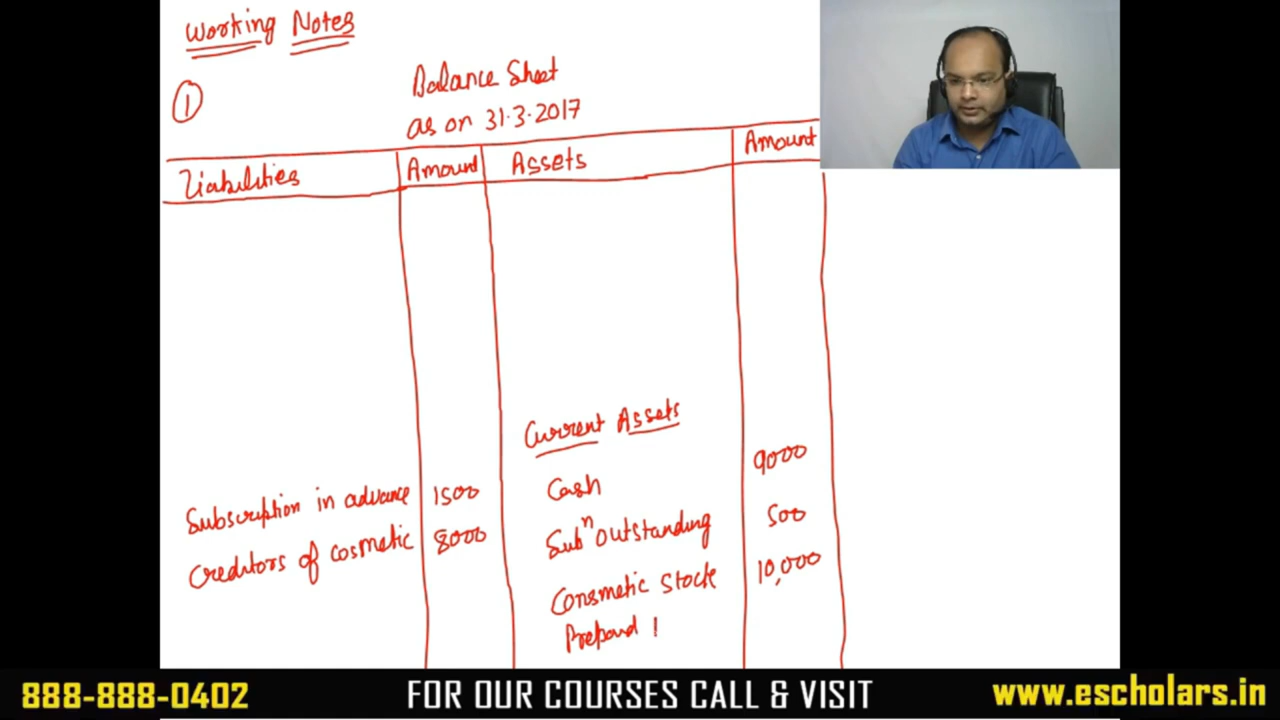 Working Notes
①
Balance Sheet
as on 31.3.2017
Liabilities Amount Assets Amount
Current Assets
Subscription in advance 1500 Cash 9000
Creditors of cosmetic 8000 Subⁿ outstanding 500
Consmetic stock 10,000
Prepaid
888-888-0402 FOR OUR COURSES CALL & VISIT www.escholars.in